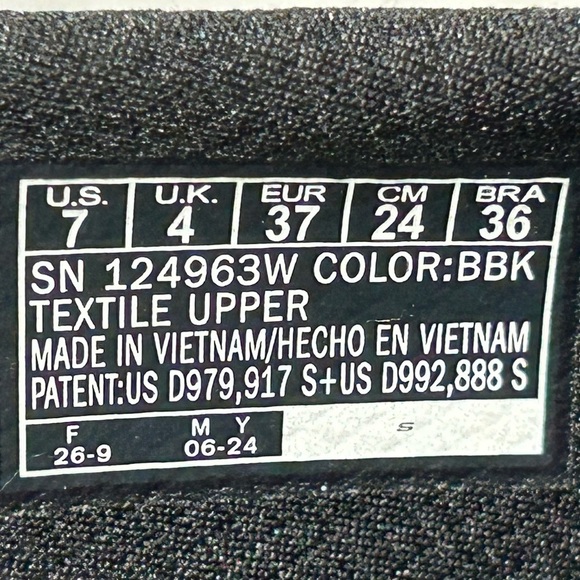 U.S. U.K. EUR CM BRA
7 4 37 24 36
SN 124963W COLOR:BBK
TEXTILE UPPER
MADE IN VIETNAM/HECHO EN VIETNAM
PATENT:US D979,917 S+US D992,888 S
F M Y S
26-9 06-24